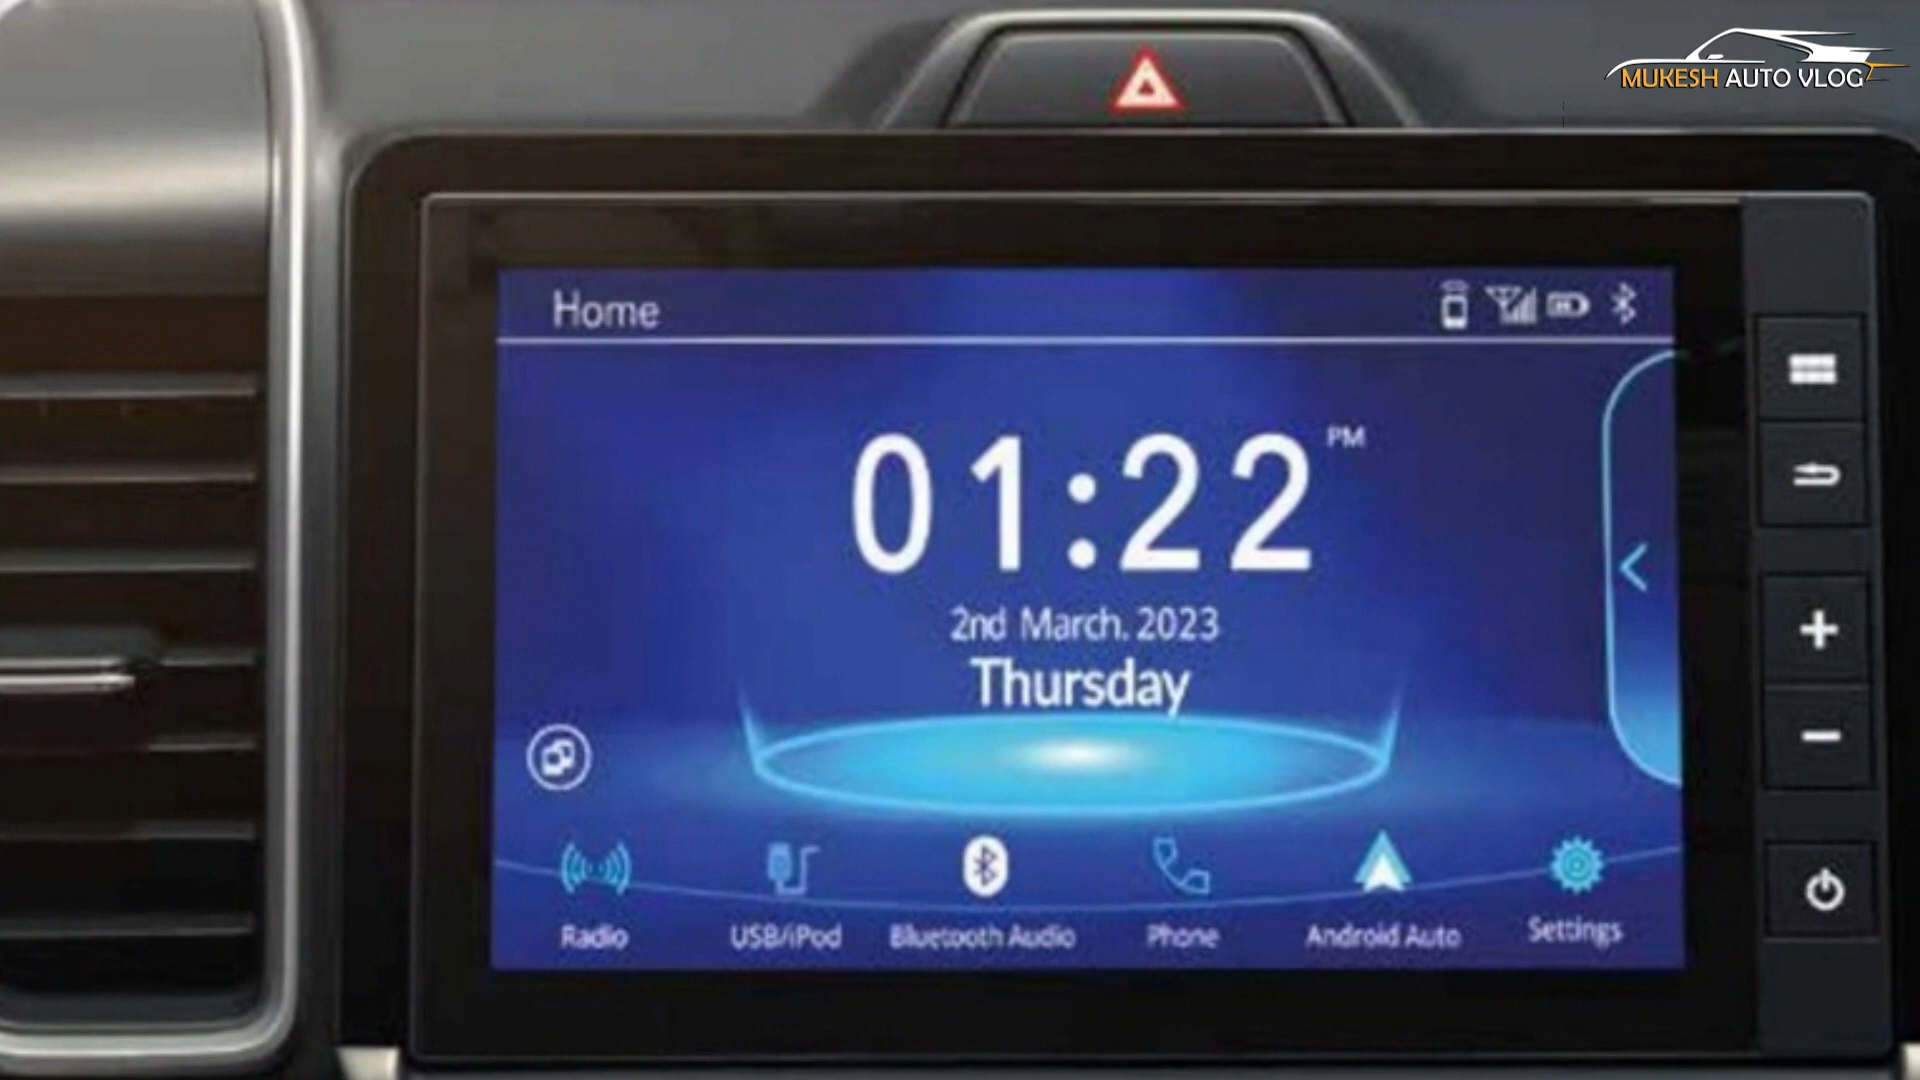 MUKESH AUTO VLOG
Home
01:22 PM
2nd March. 2023
Thursday
Radio
USB/iPod
Bluetooth Audio
Phone
Android Auto
Settings